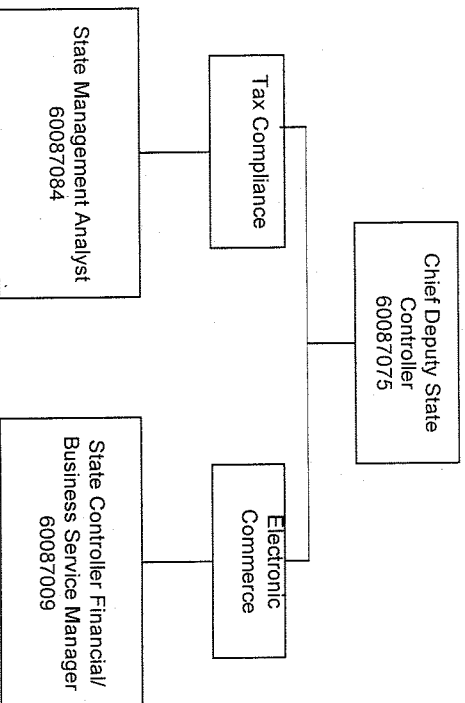 Chief Deputy State
Controller
60087075
Tax Compliance
Electronic
Commerce
State Management Analyst
60087084
State Controller Financial/
Business Service Manager
60087009